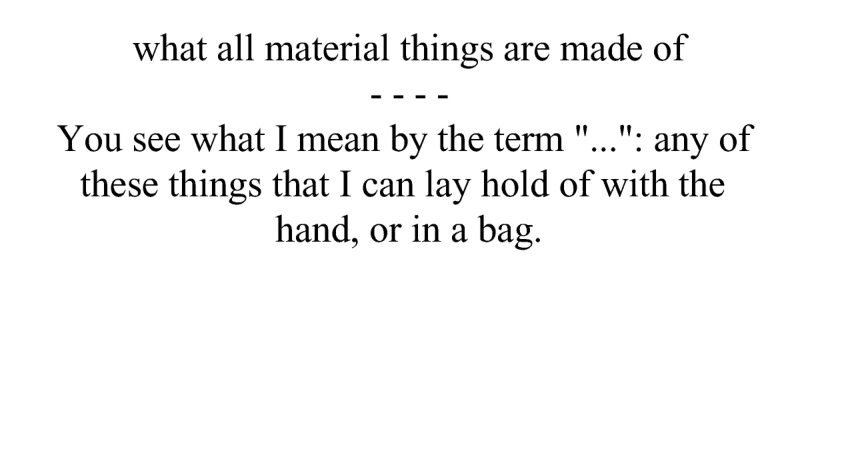 what all material things are made of
- - - -
You see what I mean by the term "...": any of
these things that I can lay hold of with the
hand, or in a bag.